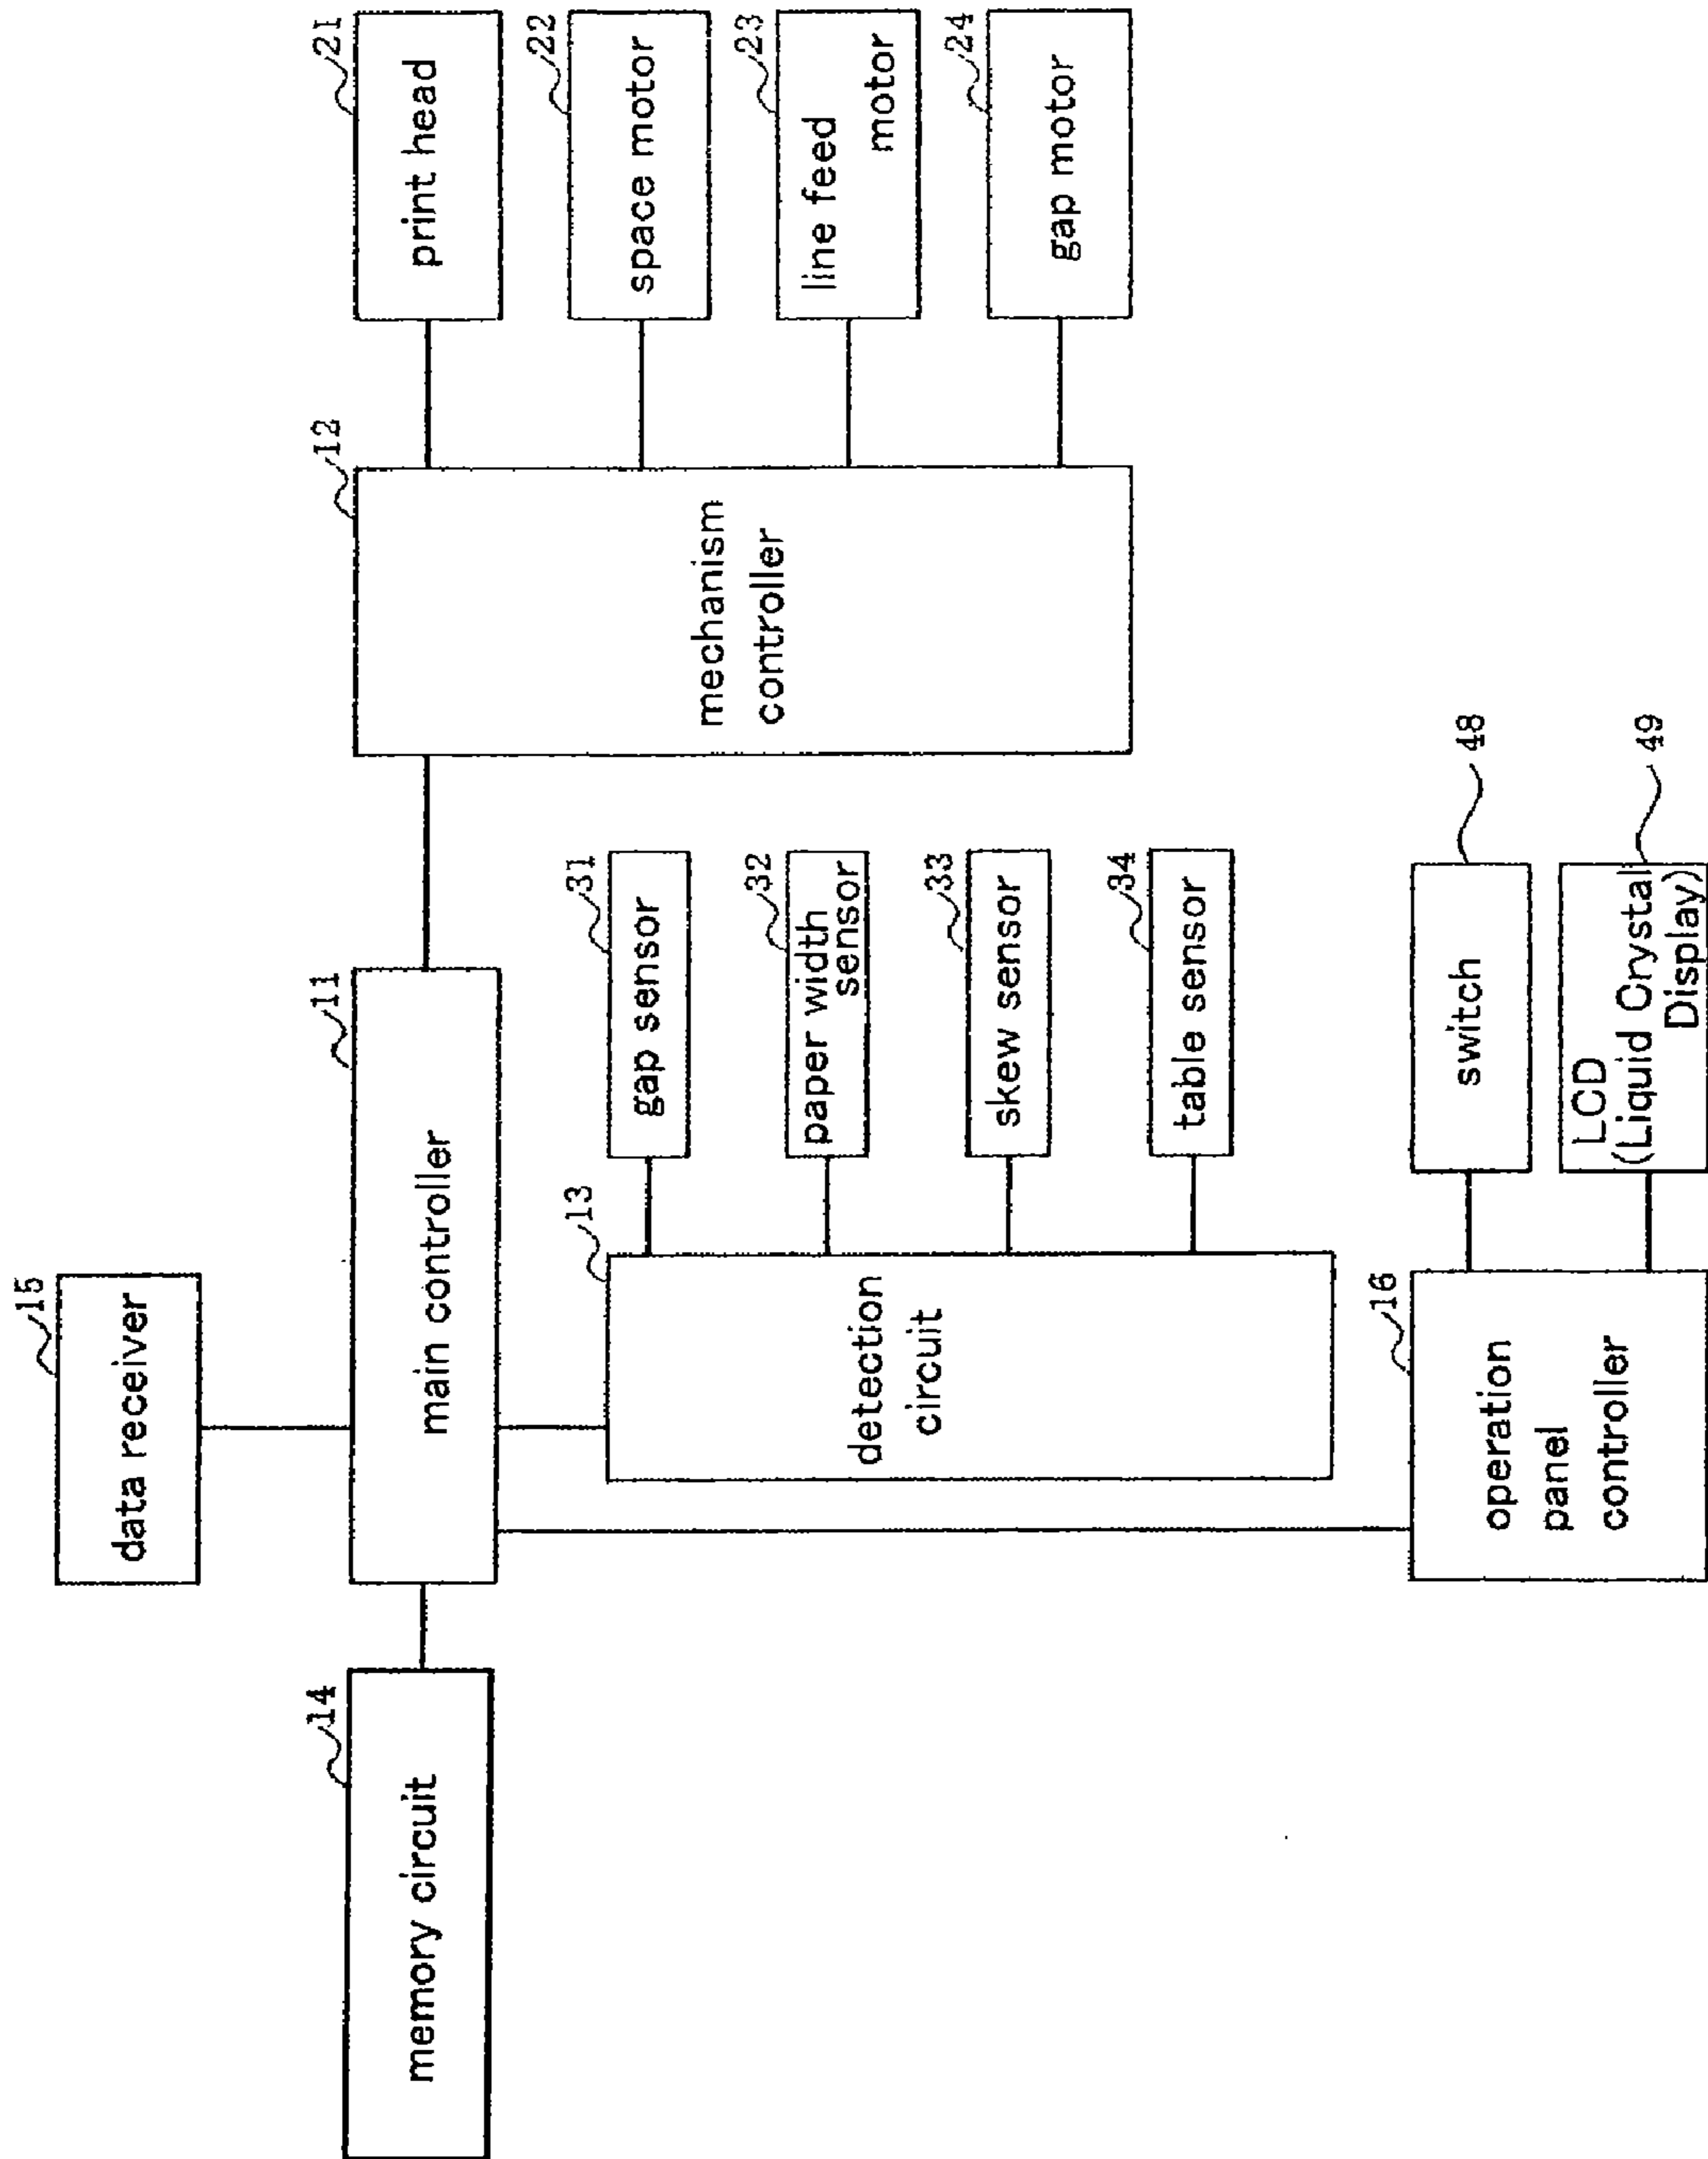 15
data receiver
14
memory circuit
11
main controller
12
mechanism
controller
21
print head
22
space motor
23
line feed
motor
24
gap motor
13
detection
circuit
31
gap sensor
32
paper width
sensor
33
skew sensor
34
table sensor
16
operation
panel
controller
switch
48
LCD
(Liquid Crystal
Display)
49